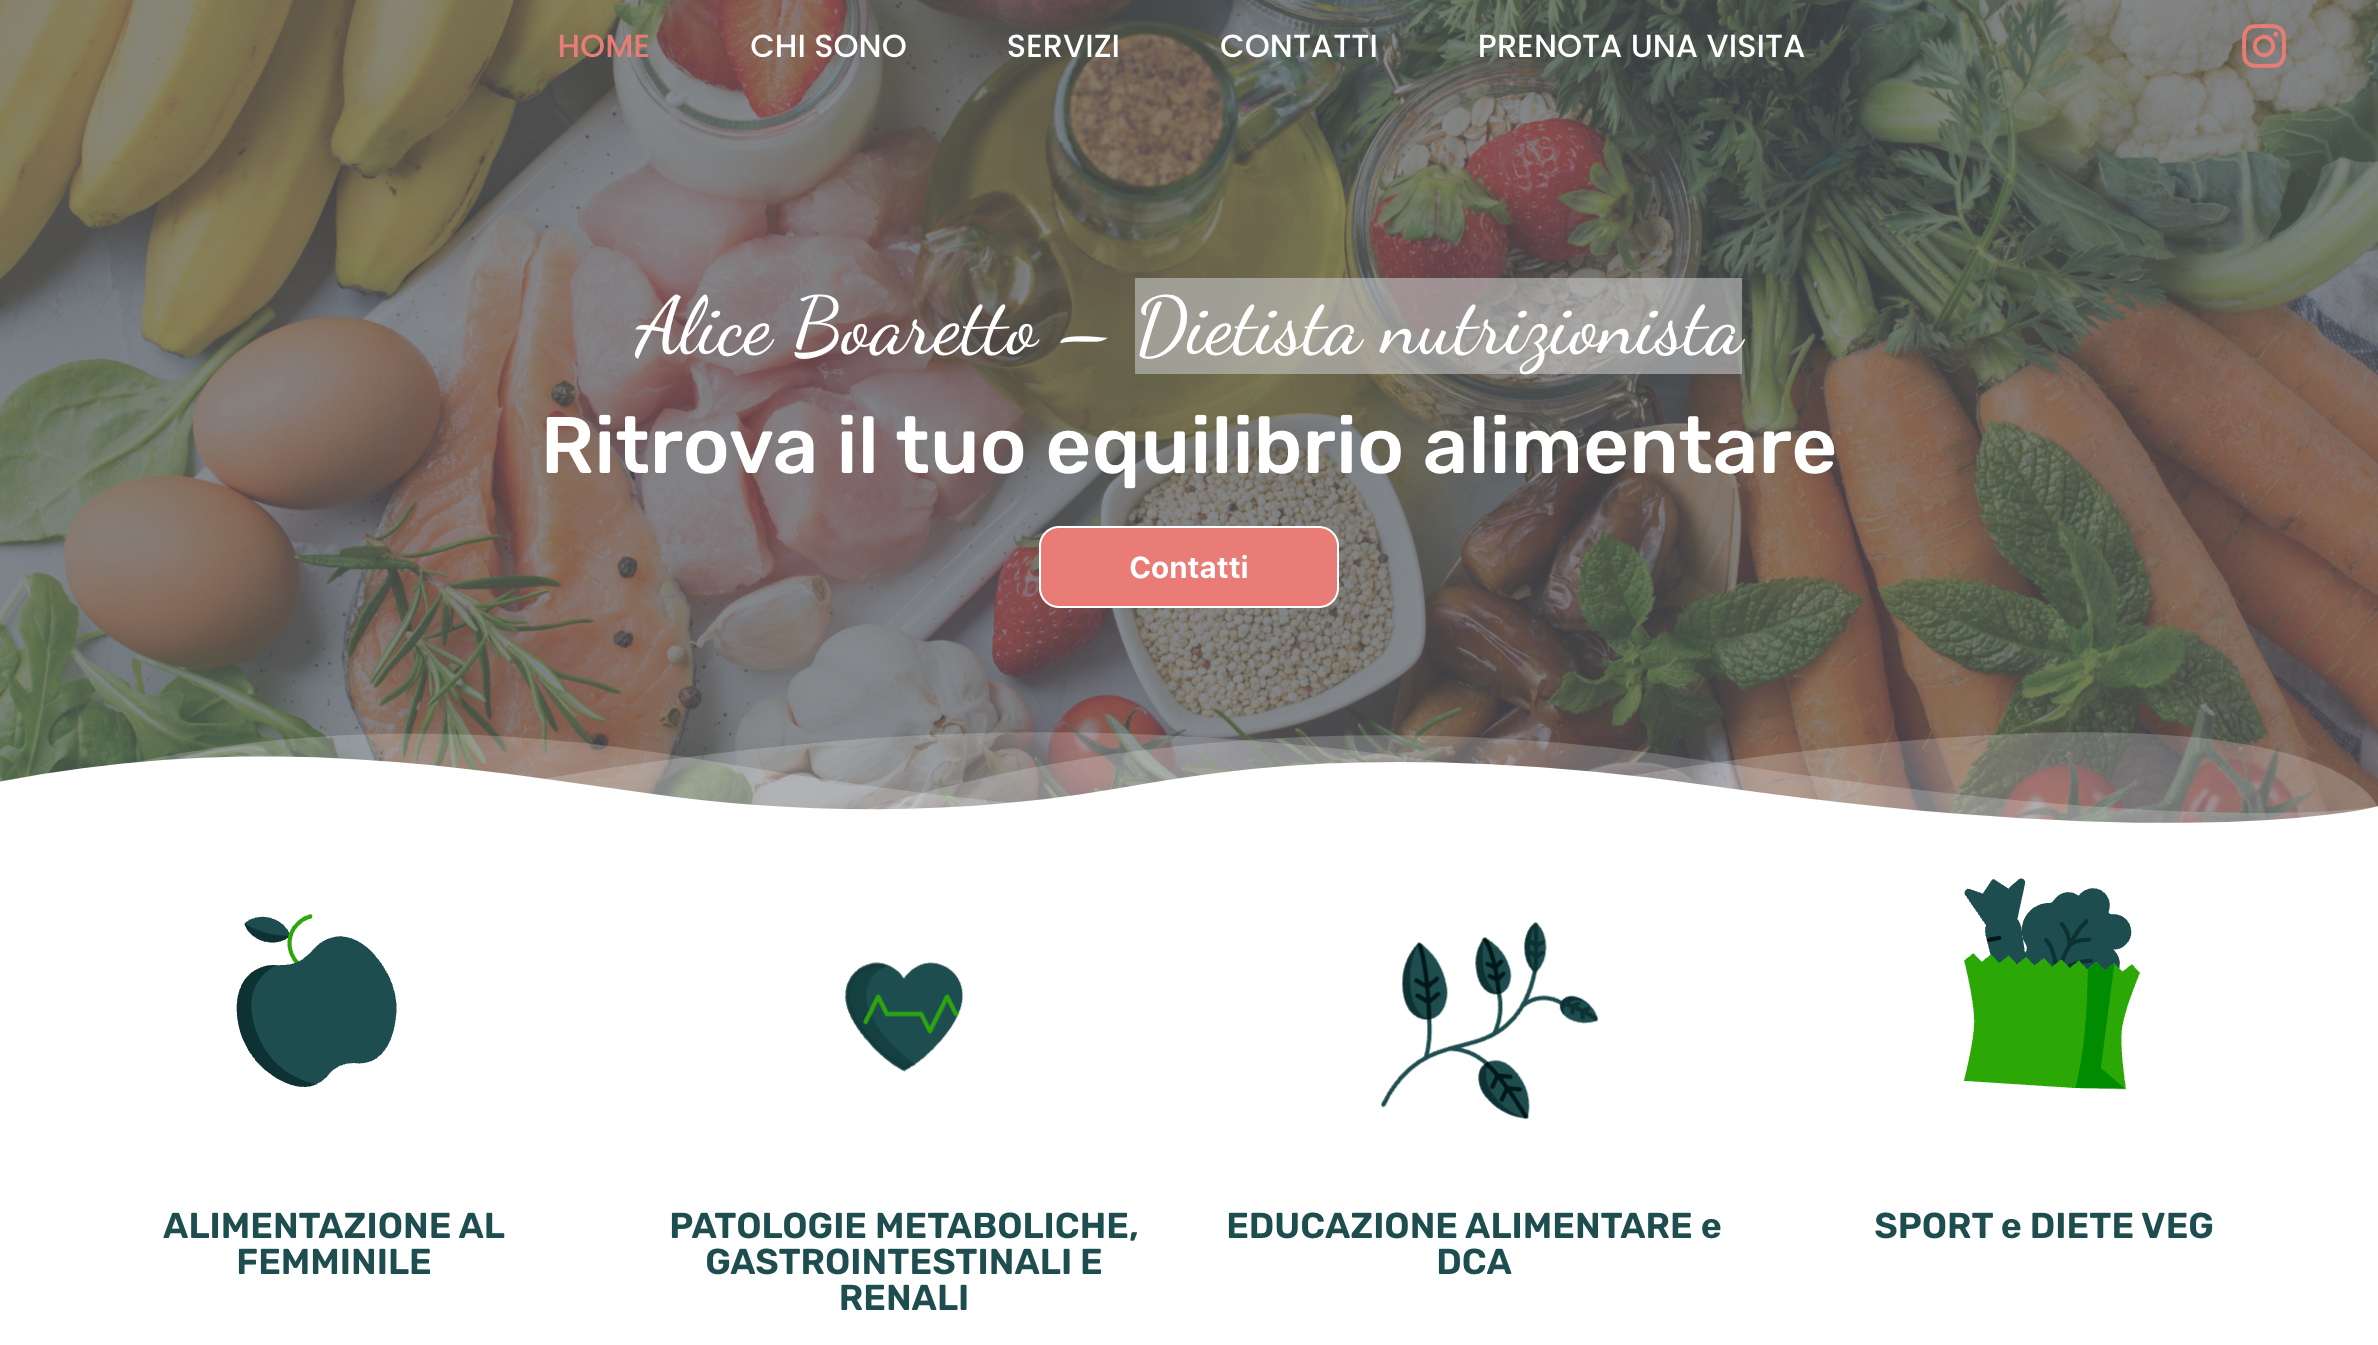 HOME CHI SONO SERVIZI CONTATTI PRENOTA UNA VISITA
Alice Boaretto – Dietista nutrizionista
Ritrova il tuo equilibrio alimentare
Contatti
ALIMENTAZIONE AL
FEMMINILE
PATOLOGIE METABOLICHE,
GASTROINTESTINALI E
RENALI
EDUCAZIONE ALIMENTARE e
DCA
SPORT e DIETE VEG